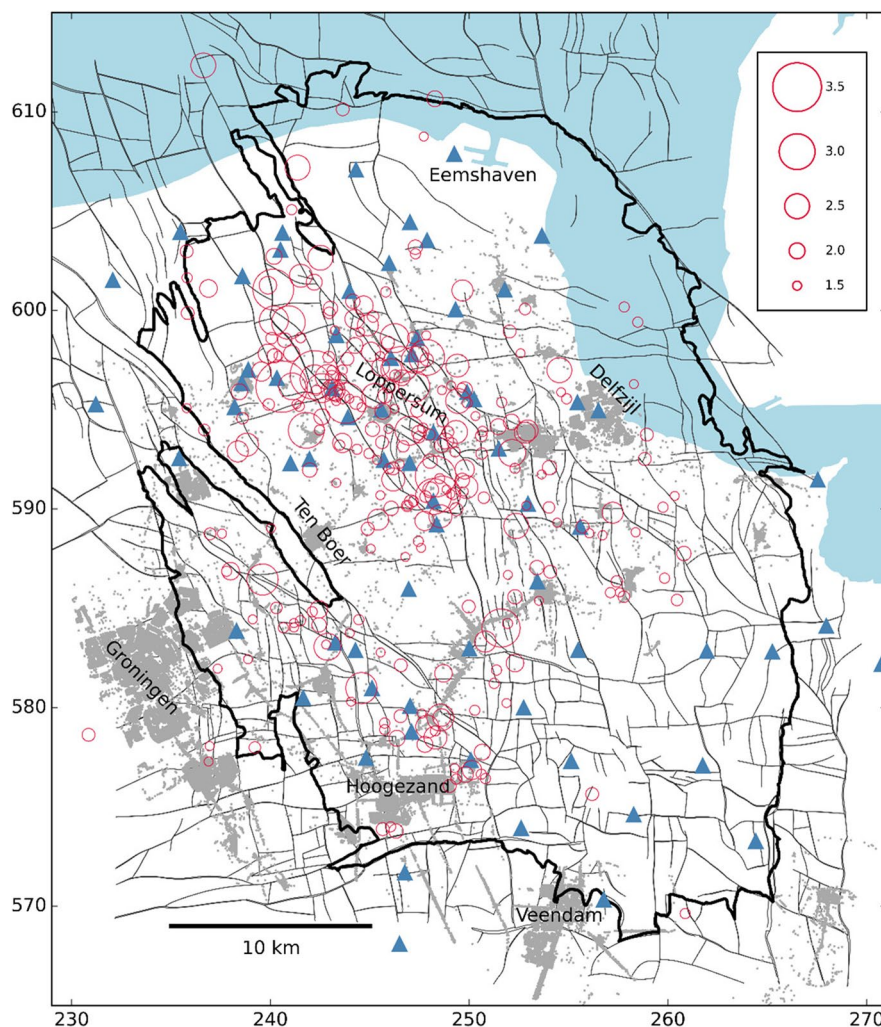 610
600
590
580
570
230
240
250
260
270
3.5
3.0
2.5
2.0
1.5
Eemshaven
Loppersum
Delfzijl
Ten Boer
Groningen
Hoogezand
Veendam
10 km